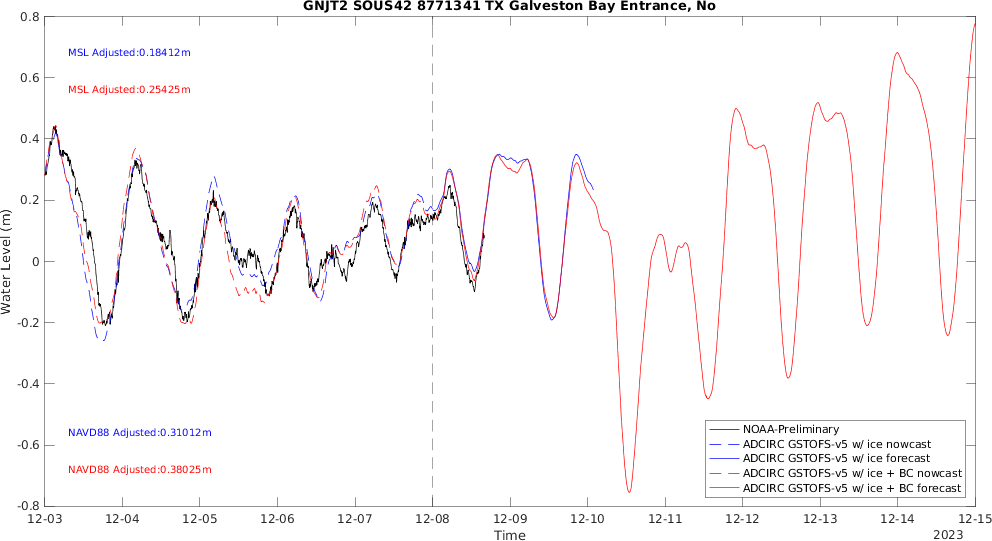 GNJT2 SOUS42 8771341 TX Galveston Bay Entrance, No
0.8
0.6
0.4
0.2
0
-0.2
-0.4
-0.6
-0.8
Water Level (m)
MSL Adjusted:0.18412m
MSL Adjusted:0.25425m
NAVD88 Adjusted:0.31012m
NAVD88 Adjusted:0.38025m
NOAA-Preliminary
ADCIRC GSTOFS-v5 w/ ice nowcast
ADCIRC GSTOFS-v5 w/ ice forecast
ADCIRC GSTOFS-v5 w/ ice + BC nowcast
ADCIRC GSTOFS-v5 w/ ice + BC forecast
12-03 12-04 12-05 12-06 12-07 12-08 12-09 12-10 12-11 12-12 12-13 12-14 12-15
Time
2023